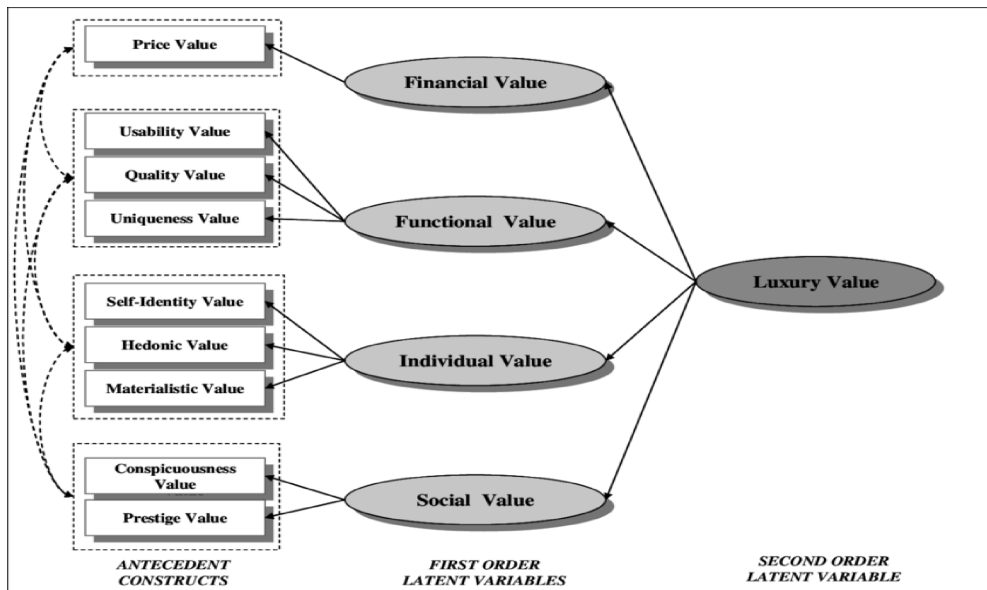 Price Value
Financial Value
Usability Value
Quality Value
Uniqueness Value
Functional Value
Luxury Value
Self-Identity Value
Hedonic Value
Materialistic Value
Individual Value
Conspicuousness
Value
Prestige Value
Social Value
ANTECEDENT
CONSTRUCTS
FIRST ORDER
LATENT VARIABLES
SECOND ORDER
LATENT VARIABLE